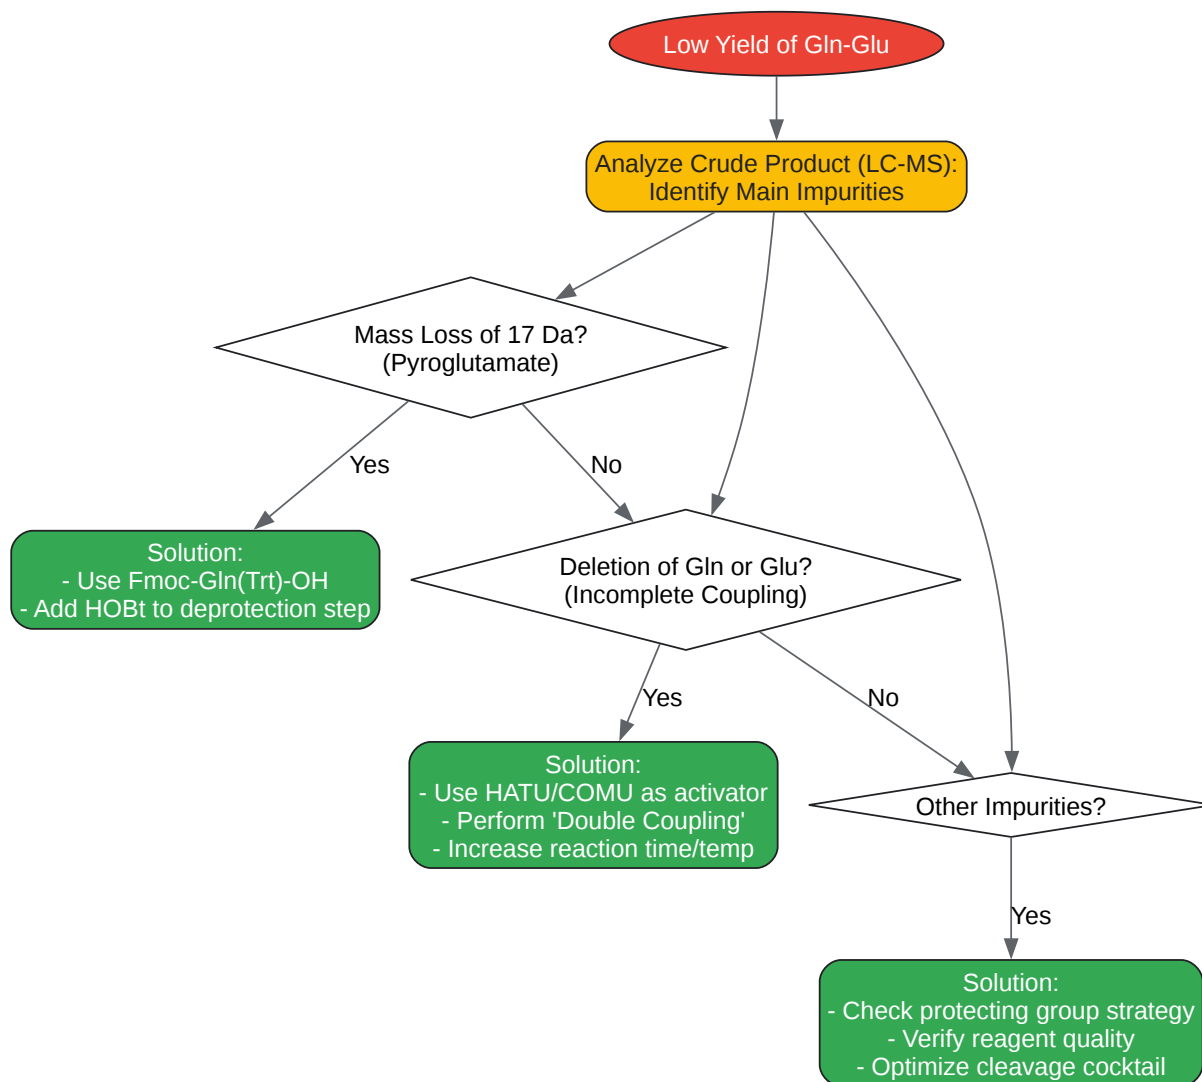 Low Yield of Gln-Glu
Analyze Crude Product (LC-MS):
Identify Main Impurities
Mass Loss of 17 Da?
(Pyroglutamate)
Yes
No
Solution:
- Use Fmoc-Gln(Trt)-OH
- Add HOBt to deprotection step
Deletion of Gln or Glu?
(Incomplete Coupling)
Yes
No
Solution:
- Use HATU/COMU as activator
- Perform 'Double Coupling'
- Increase reaction time/temp
Other Impurities?
Yes
Solution:
- Check protecting group strategy
- Verify reagent quality
- Optimize cleavage cocktail